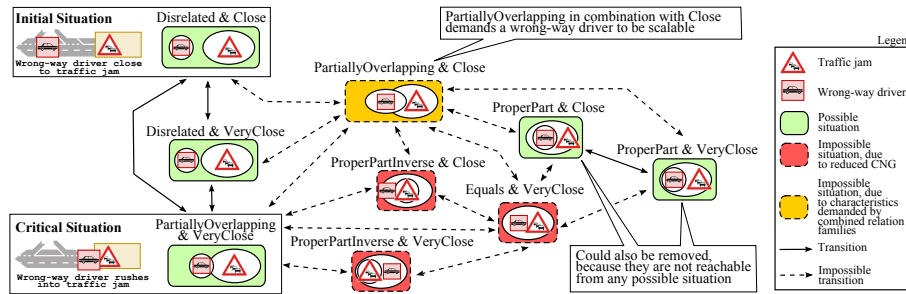 Initial Situation
Wrong-way driver close
to traffic jam
Disrelated & Close
PartiallyOverlapping in combination with Close
demands a wrong-way driver to be scalable
PartiallyOverlapping & Close
ProperPart & Close
ProperPart & VeryClose
Disrelated & VeryClose
ProperPartInverse & Close
Equals & VeryClose
Critical Situation
Wrong-way driver rushes
into traffic jam
PartiallyOverlapping
& VeryClose
ProperPartInverse & VeryClose
Could also be removed,
because they are not reachable
from any possible situation
Legend
Traffic jam
Wrong-way driver
Possible
situation
Impossible
situation, due
to reduced CNG
Impossible
situation, due
to characteristics
demanded by
combined relation
families
Transition
Impossible
transition